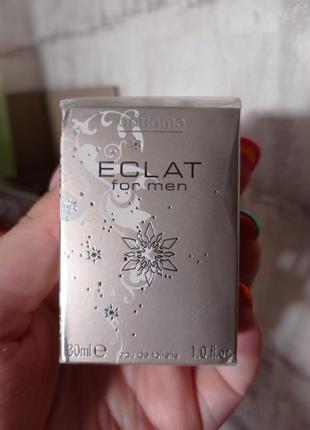 oriflame
ECLAT
for men
30ml e eau de toilette 1.0 fl.oz